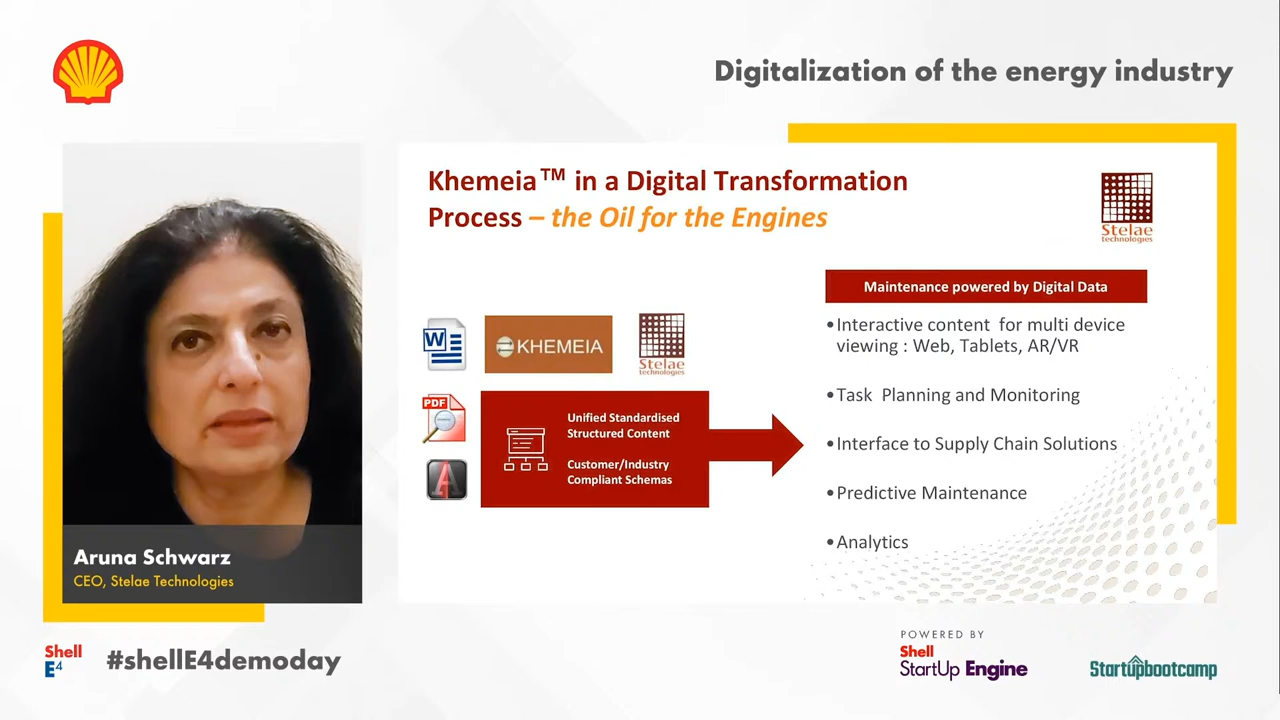 Digitalization of the energy industry
Khemeia™ in a Digital Transformation
Process – the Oil for the Engines
Stelae
technologies
Maintenance powered by Digital Data
•Interactive content for multi device
viewing : Web, Tablets, AR/VR
•Task Planning and Monitoring
•Interface to Supply Chain Solutions
•Predictive Maintenance
•Analytics
W
KHEMEIA
Stelae
technologies
PDF
Unified Standardised
Structured Content
Customer/Industry
Compliant Schemas
A
Aruna Schwarz
CEO, Stelae Technologies
Shell
E4
#shellE4demoday
POWERED BY
Shell
StartUp Engine
Startupbootcamp